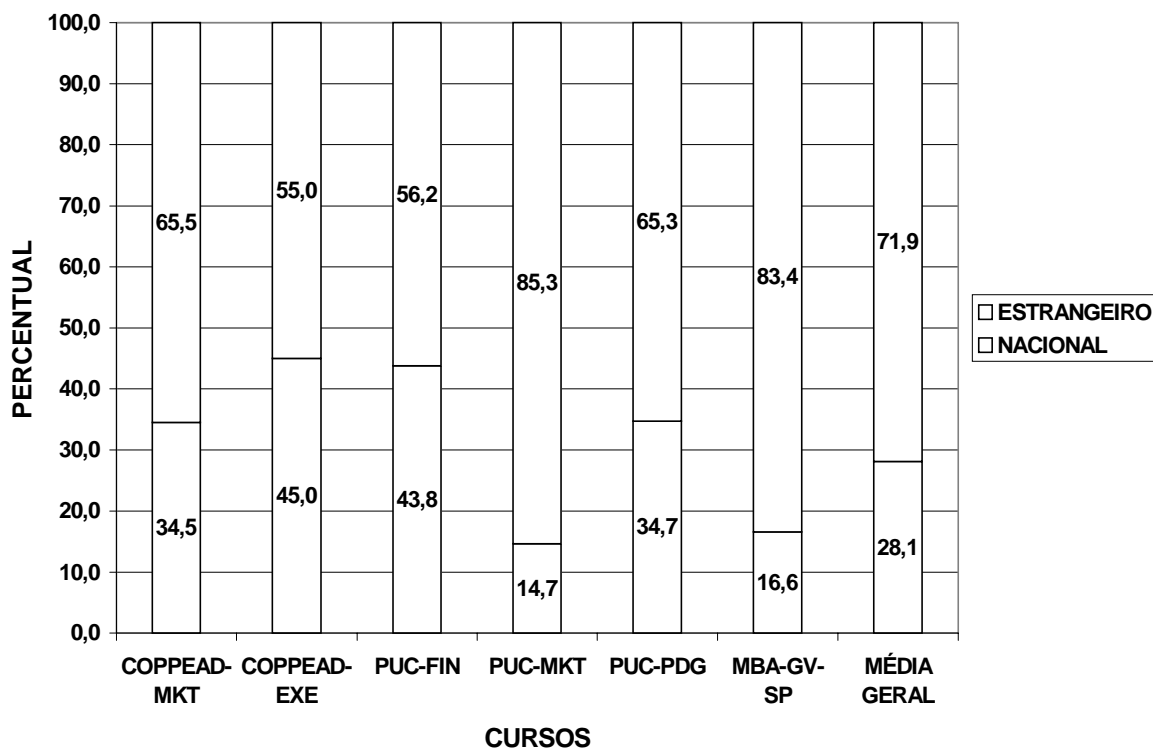 100,0
90,0
80,0
70,0
60,0
50,0
40,0
30,0
20,0
10,0
0,0
PERCENTUAL
65,5
55,0
56,2
85,3
65,3
83,4
71,9
34,5
45,0
43,8
14,7
34,7
16,6
28,1
COPPEAD-
MKT
COPPEAD-
EXE
PUC-FIN
PUC-MKT
PUC-PDG
MBA-GV-
SP
MÉDIA
GERAL
CURSOS
ESTRANGEIRO
NACIONAL